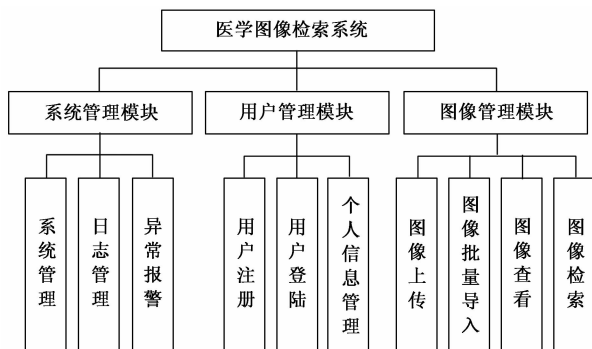 医学图像检索系统
系统管理模块
用户管理模块
图像管理模块
系统管理
日志管理
异常报警
用户注册
用户登陆
个人信息管理
图像上传
图像批量导入
图像查看
图像检索